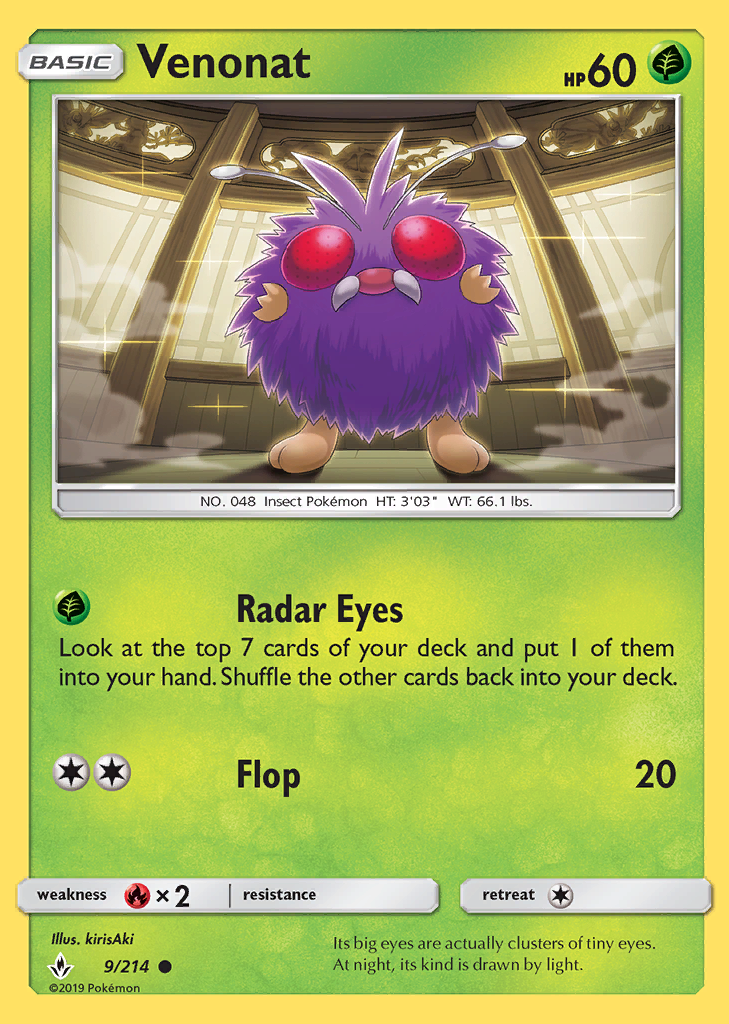 BASIC Venonat HP60
NO. 048 Insect Pokémon HT: 3'03" WT: 66.1 lbs.
Radar Eyes
Look at the top 7 cards of your deck and put 1 of them
into your hand. Shuffle the other cards back into your deck.
Flop 20
weakness ×2 resistance retreat
Illus. kirisAki
9/214
©2019 Pokémon
Its big eyes are actually clusters of tiny eyes.
At night, its kind is drawn by light.